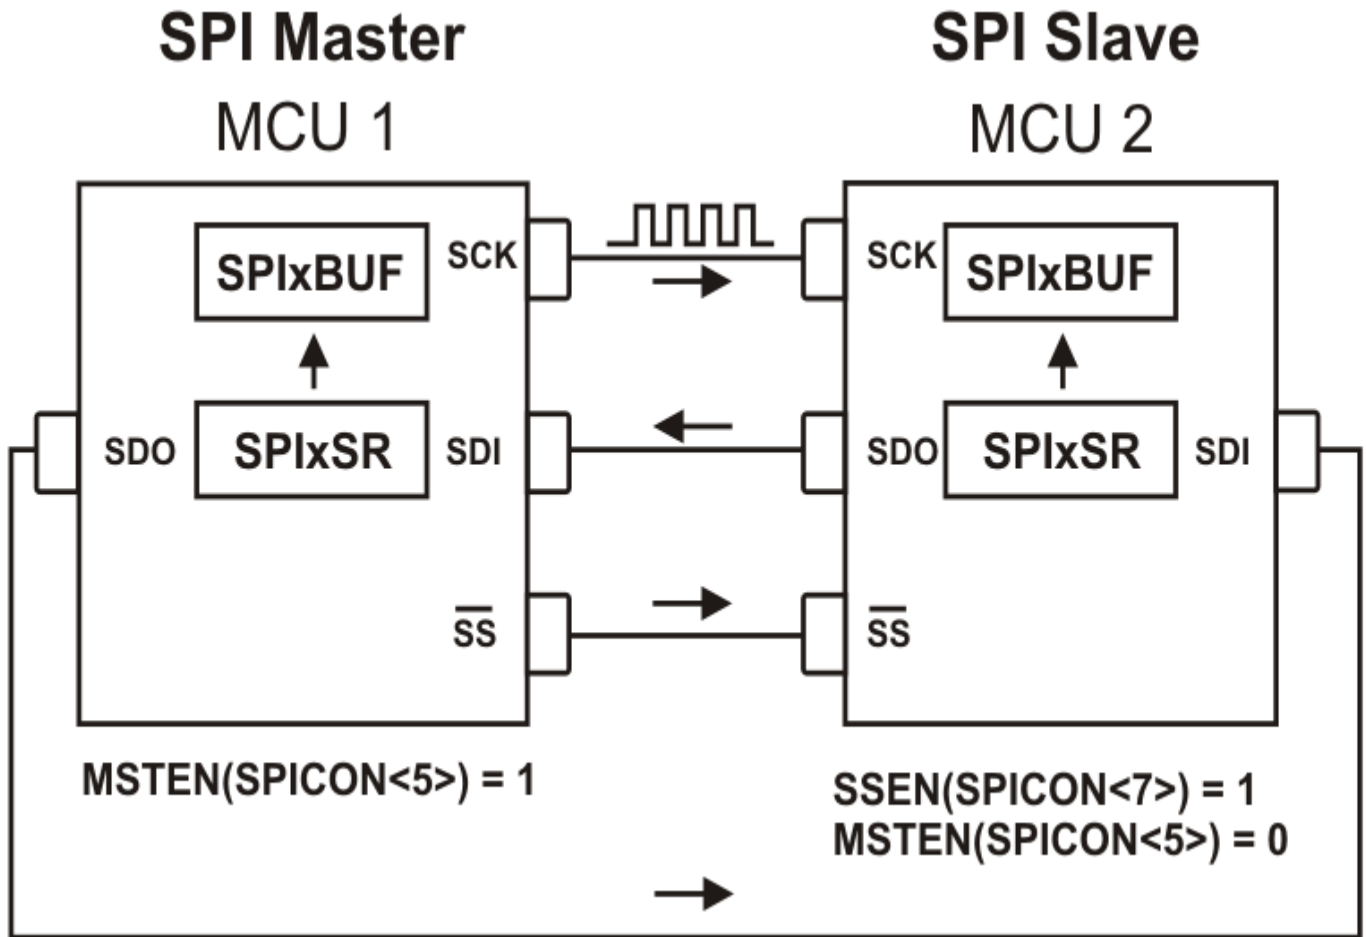 SPI Master
MCU 1
SPIxBUF
SCK
SDO
SPIxSR
SDI
SS
MSTEN(SPICON<5>) = 1
SPI Slave
MCU 2
SCK
SPIxBUF
SDO
SPIxSR
SDI
SS
SSEN(SPICON<7>) = 1
MSTEN(SPICON<5>) = 0